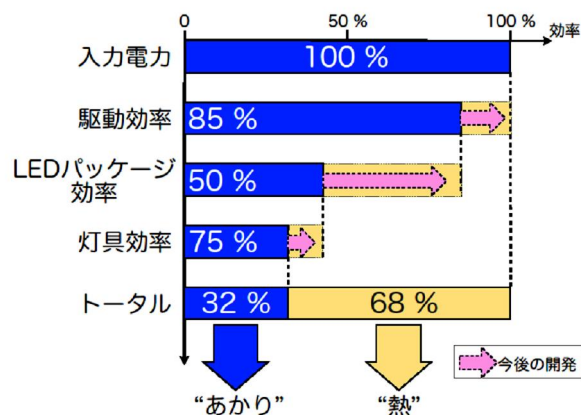 0
50 %
100 %
効率
入力電力
100 %
駆動効率
85 %
LEDパッケージ
効率
50 %
灯具効率
75 %
トータル
32 %
68 %
今後の開発
“あかり”
“熱”